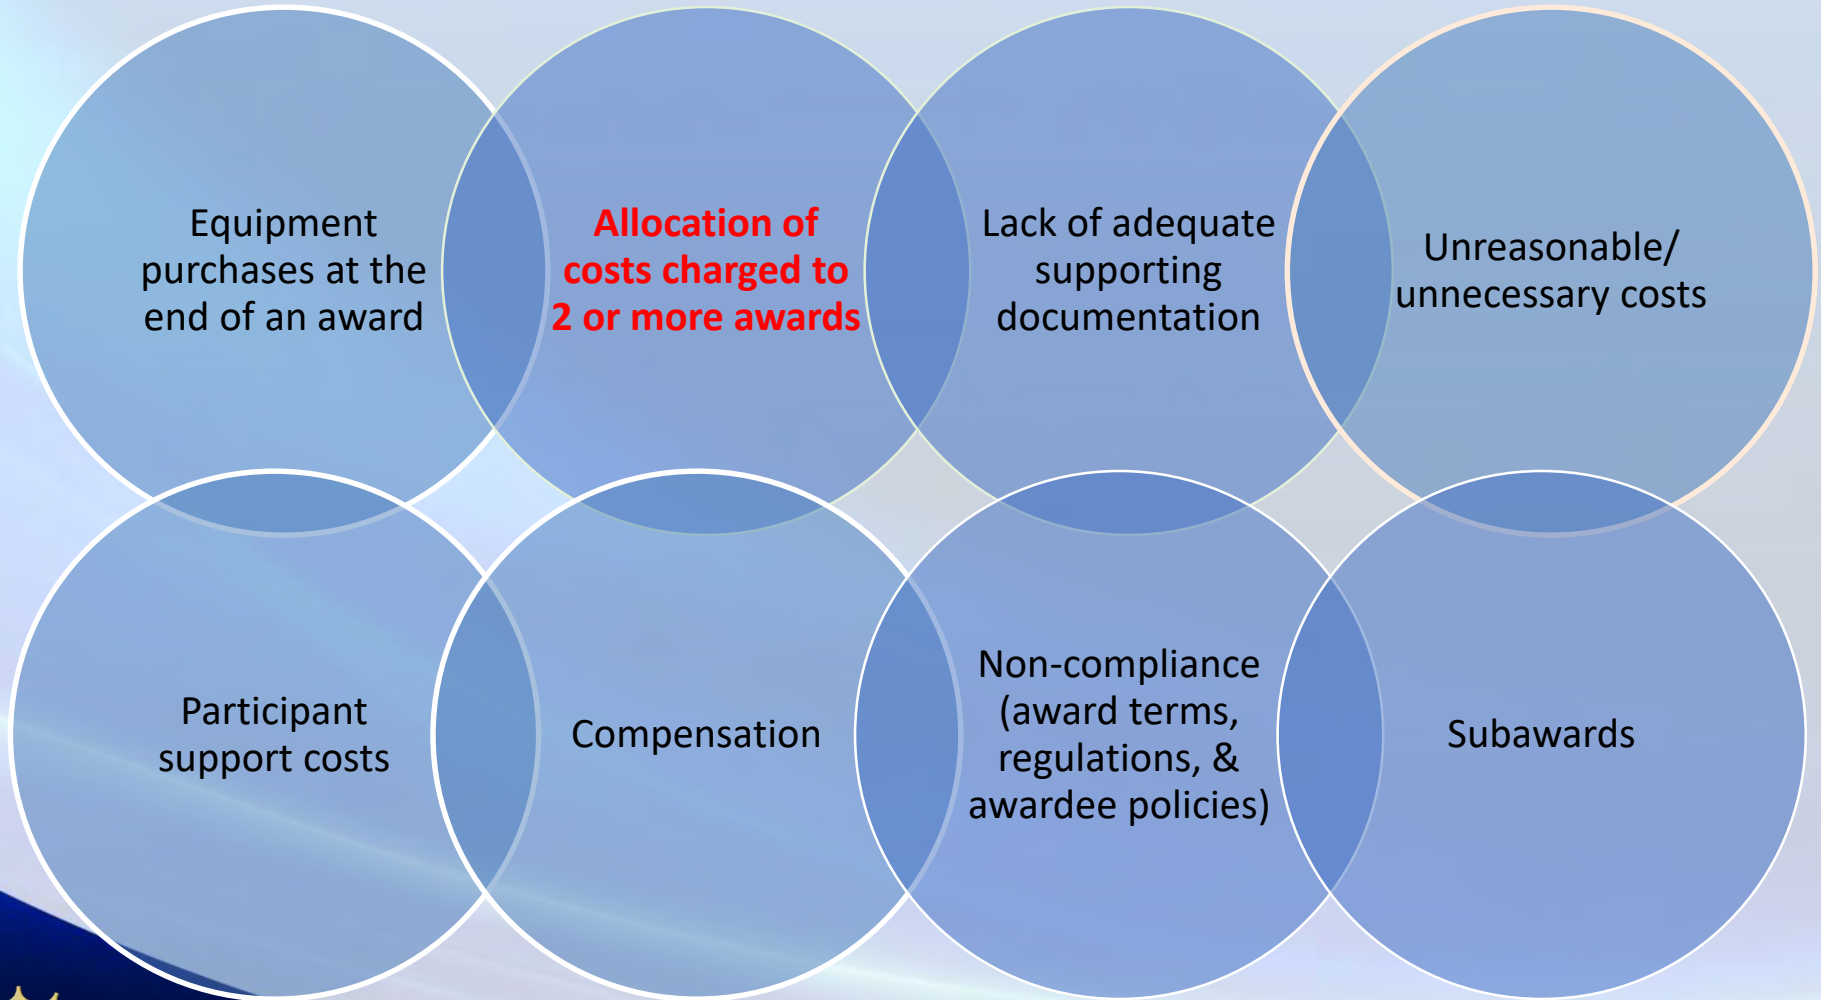 Equipment
purchases at the
end of an award
Allocation of
costs charged to
2 or more awards
Lack of adequate
supporting
documentation
Unreasonable/
unnecessary costs
Participant
support costs
Compensation
Non-compliance
(award terms,
regulations, &
awardee policies)
Subawards